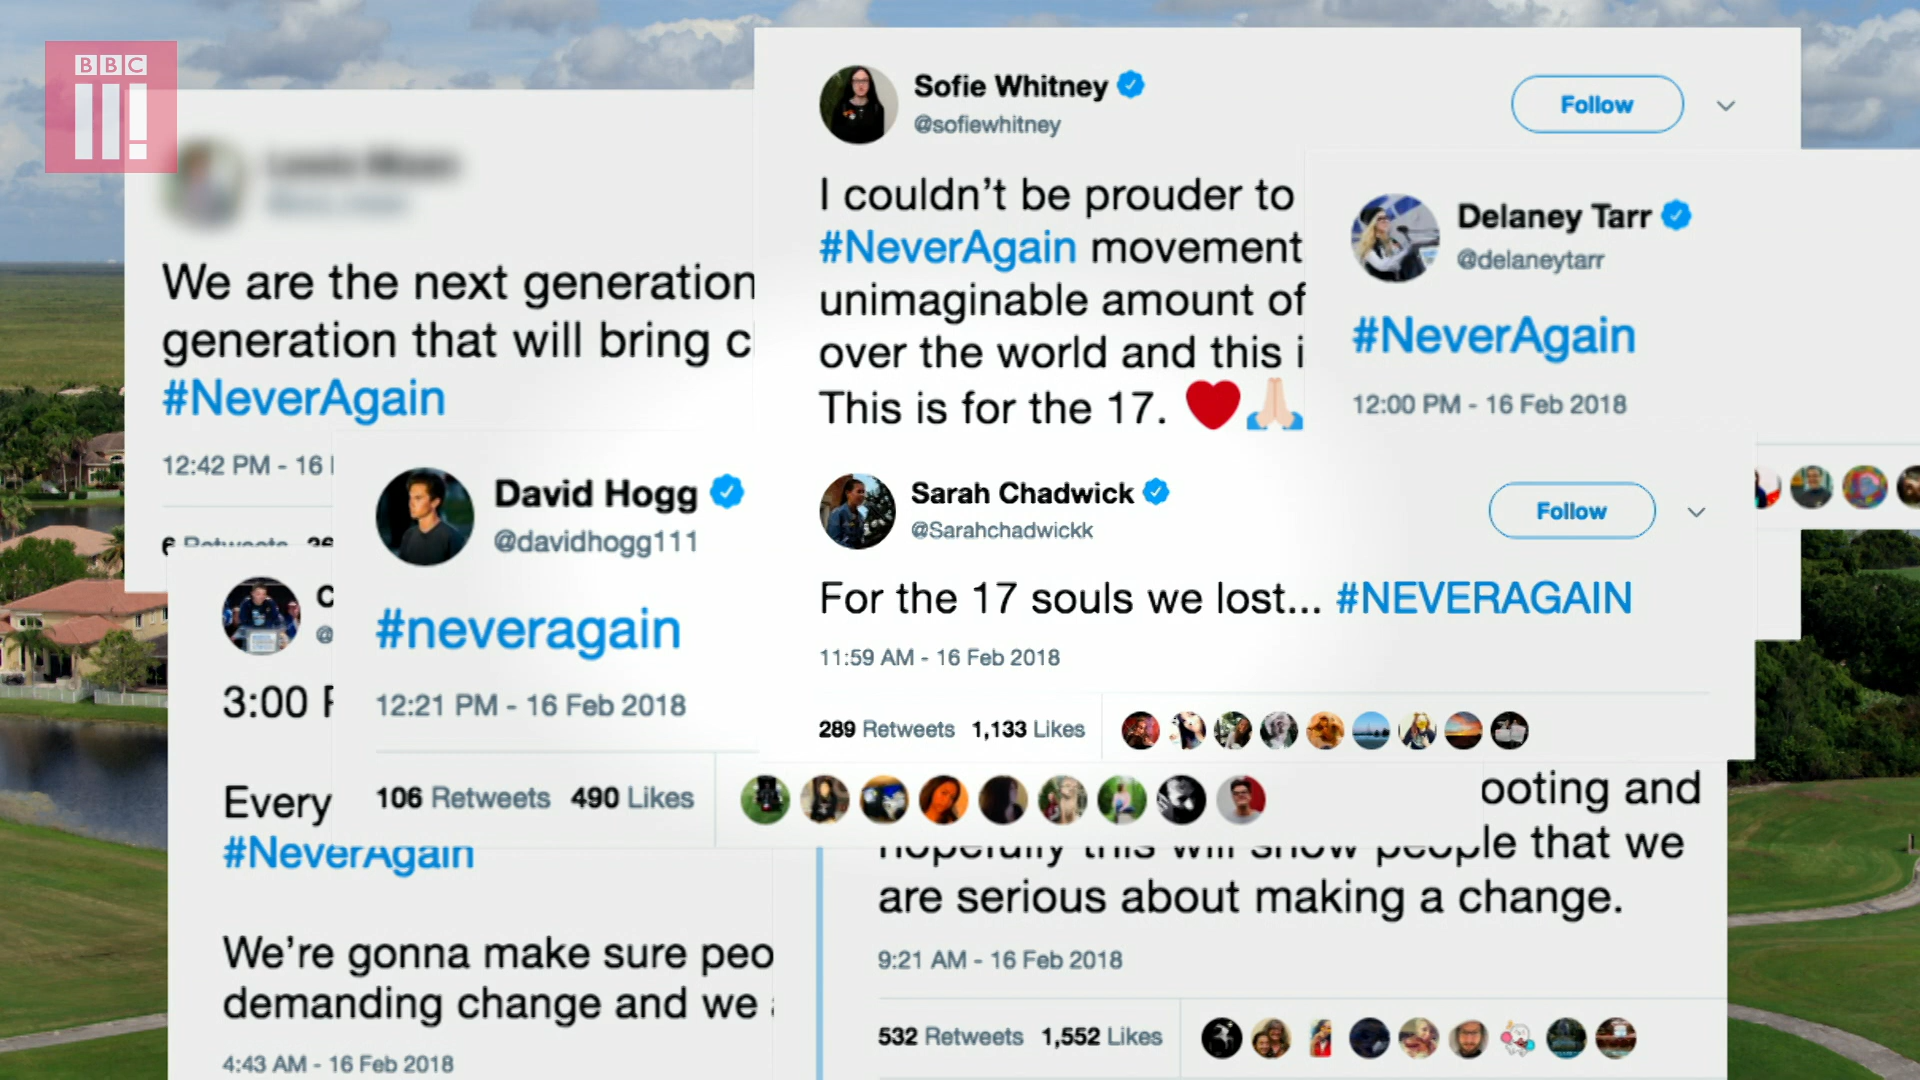 BBC
Sofie Whitney
@sofiewhitney
Follow
I couldn't be prouder to
#NeverAgain movement
unimaginable amount of
over the world and this i
This is for the 17. ❤️🙏🏻
Delaney Tarr
@delaneytarr
#NeverAgain
12:00 PM - 16 Feb 2018
We are the next generation
generation that will bring c
#NeverAgain
12:42 PM - 16
6 Retweets
David Hogg
@davidhogg111
#neveragain
12:21 PM - 16 Feb 2018
106 Retweets 490 Likes
Sarah Chadwick
@Sarahchadwickk
Follow
For the 17 souls we lost... #NEVERAGAIN
11:59 AM - 16 Feb 2018
289 Retweets 1,133 Likes
C
@
3:00
Every
#NeverAgain
We're gonna make sure peo
demanding change and we
4:43 AM - 16 Feb 2018
ooting and
hopefully this will show people that we
are serious about making a change.
9:21 AM - 16 Feb 2018
532 Retweets 1,552 Likes